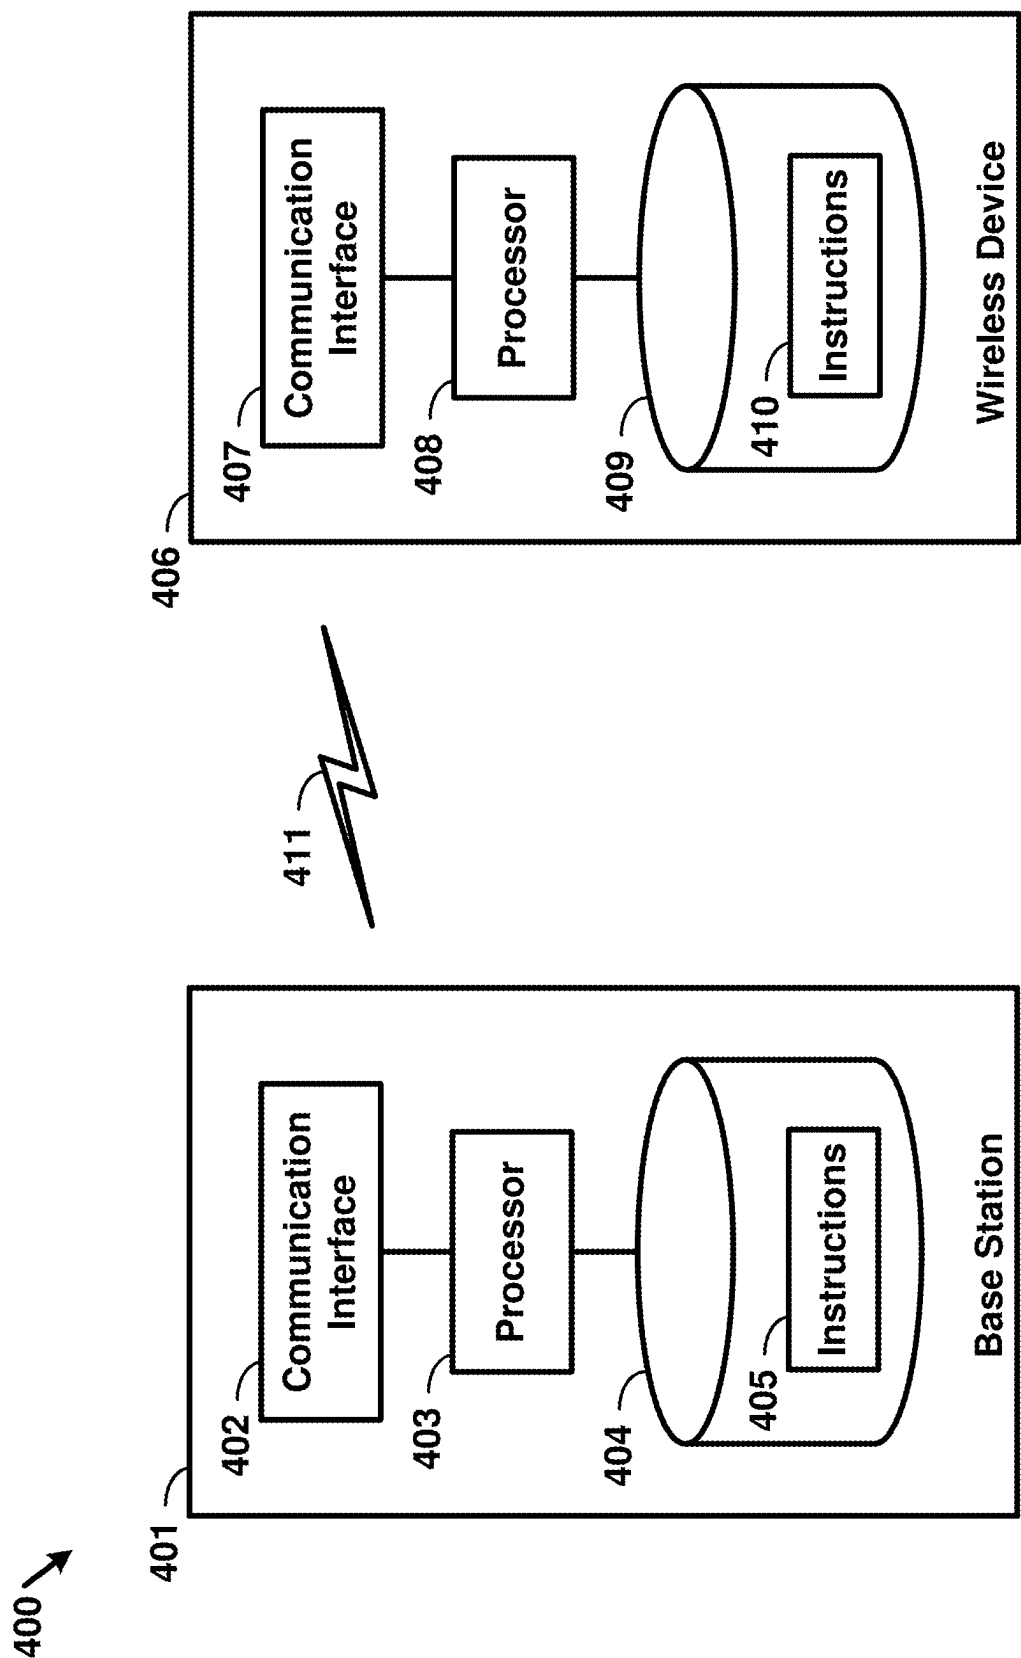 400
401
402
Communication
Interface
403
Processor
404
405
Instructions
Base Station
411
406
407
Communication
Interface
408
Processor
409
410
Instructions
Wireless Device